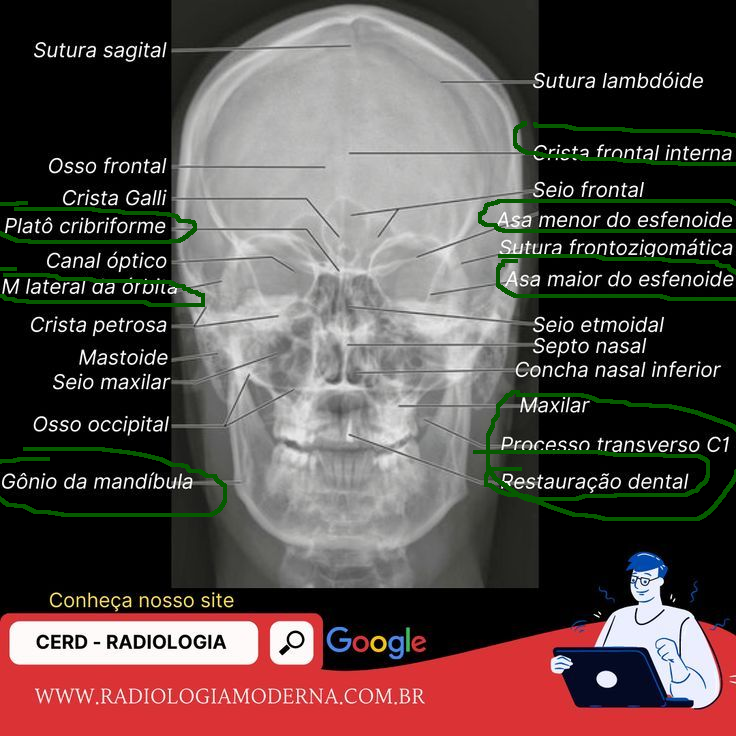 Sutura sagital
Sutura lambdóide
Crista frontal interna
Osso frontal
Seio frontal
Crista Galli
Asa menor do esfenoide
Platô cribriforme
Sutura frontozigomática
Canal óptico
Asa maior do esfenoide
M lateral da órbita
Crista petrosa
Seio etmoidal
Septo nasal
Mastoide
Concha nasal inferior
Seio maxilar
Maxilar
Osso occipital
Processo transverso C1
Gônio da mandíbula
Restauração dental
Conheça nosso site
CERD - RADIOLOGIA
Google
WWW.RADIOLOGIAMODERNA.COM.BR